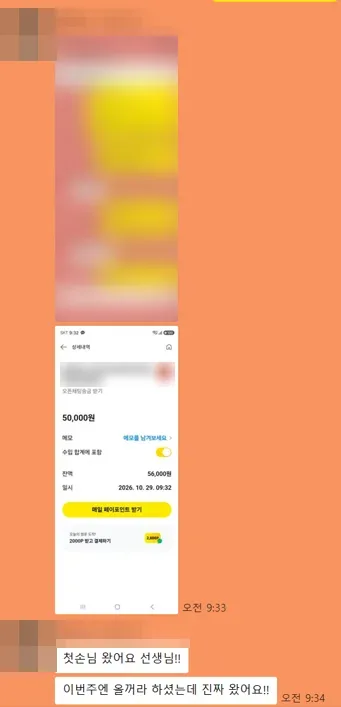 상세내역
오픈채팅송금 받기
50,000원
메모 메모를 남겨보세요 >
수입 합계에 포함
잔액 56,000원
일시 2026. 10. 29. 09:32
매일 페이포인트 받기
2000P 받고 결제하기
오전 9:33
첫손님 왔어요 선생님!!
이번주엔 올꺼라 하셨는데 진짜 왔어요!!
오전 9:34